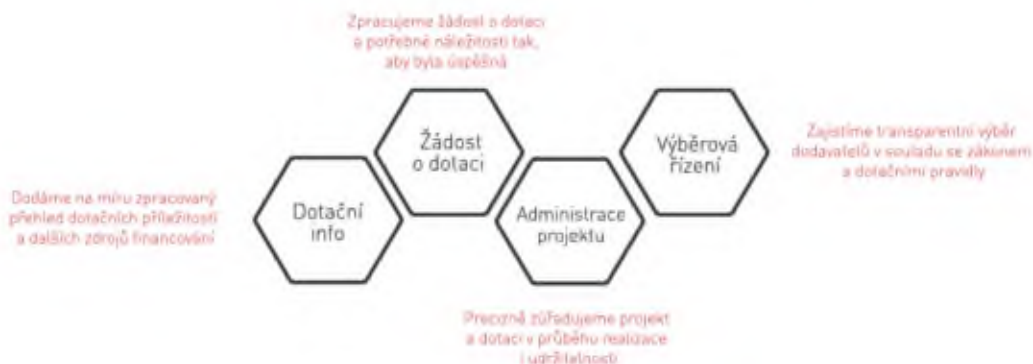 Zpracujeme žádost o dotaci
a potřebné náležitosti tak,
aby byla úspěšná
Žádost
o dotaci
Výběrová
řízení
Zajistíme transparentní výběr
dodavatelů v souladu se zákonem
a dotačními pravidly
Dodáme na míru zpracovaný
přehled dotačních příležitostí
a dalších zdrojů financování
Dotační
info
Administrace
projektu
Precizně zúřadujeme projekt
a dotaci v průběhu realizace
i udržitelnosti